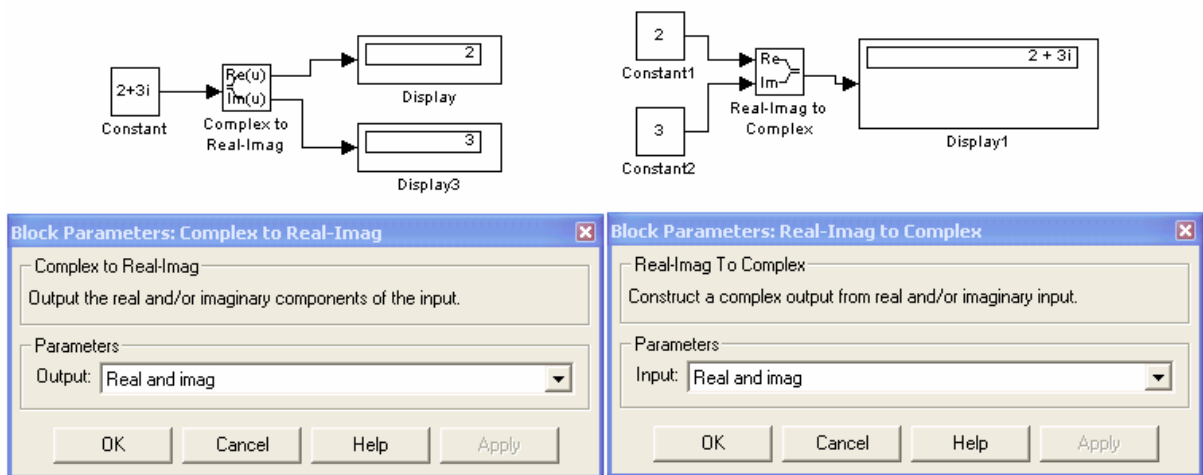 2+3i
Constant
Re(u)
Im(u)
Complex to
Real-Imag
2
Display
3
Display3
2
Constant1
3
Constant2
Re
Im
Real-Imag to
Complex
2 + 3i
Display1
Block Parameters: Complex to Real-Imag
Complex to Real-Imag
Output the real and/or imaginary components of the input.
Parameters
Output: Real and imag
OK Cancel Help Apply
Block Parameters: Real-Imag to Complex
Real-Imag To Complex
Construct a complex output from real and/or imaginary input.
Parameters
Input: Real and imag
OK Cancel Help Apply